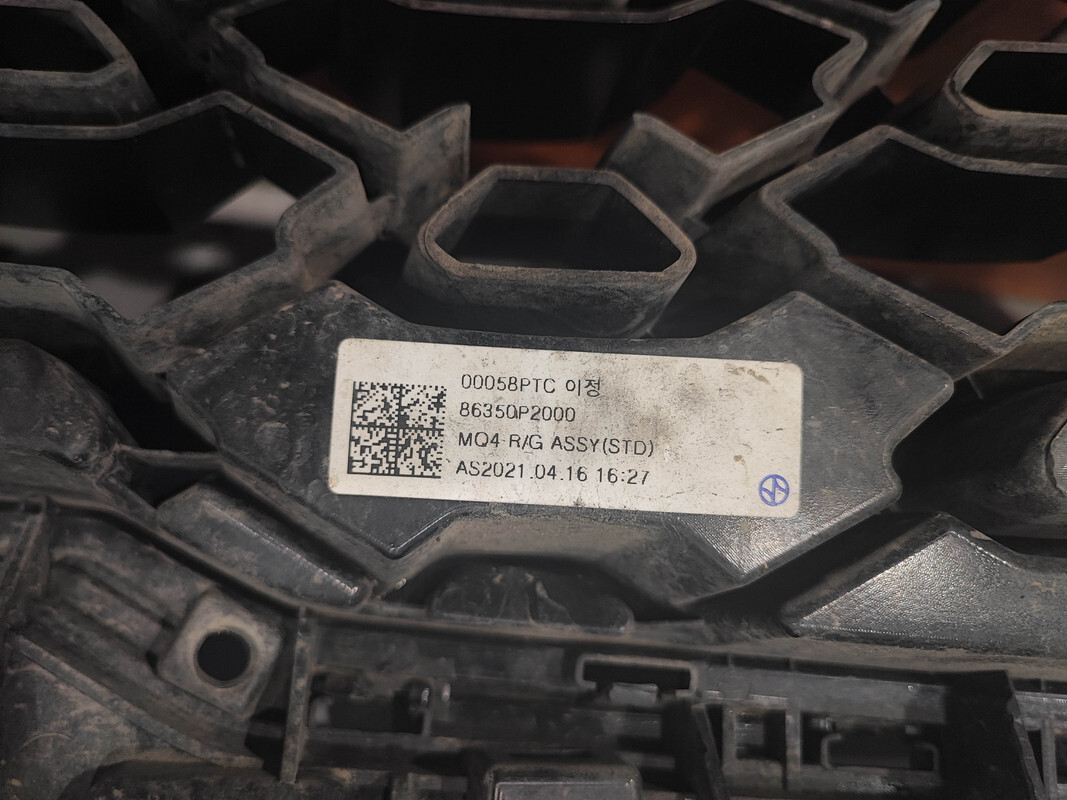 00058PTC 이정
86350P2000
MQ4 R/G ASSY(STD)
AS2021.04.16 16:27